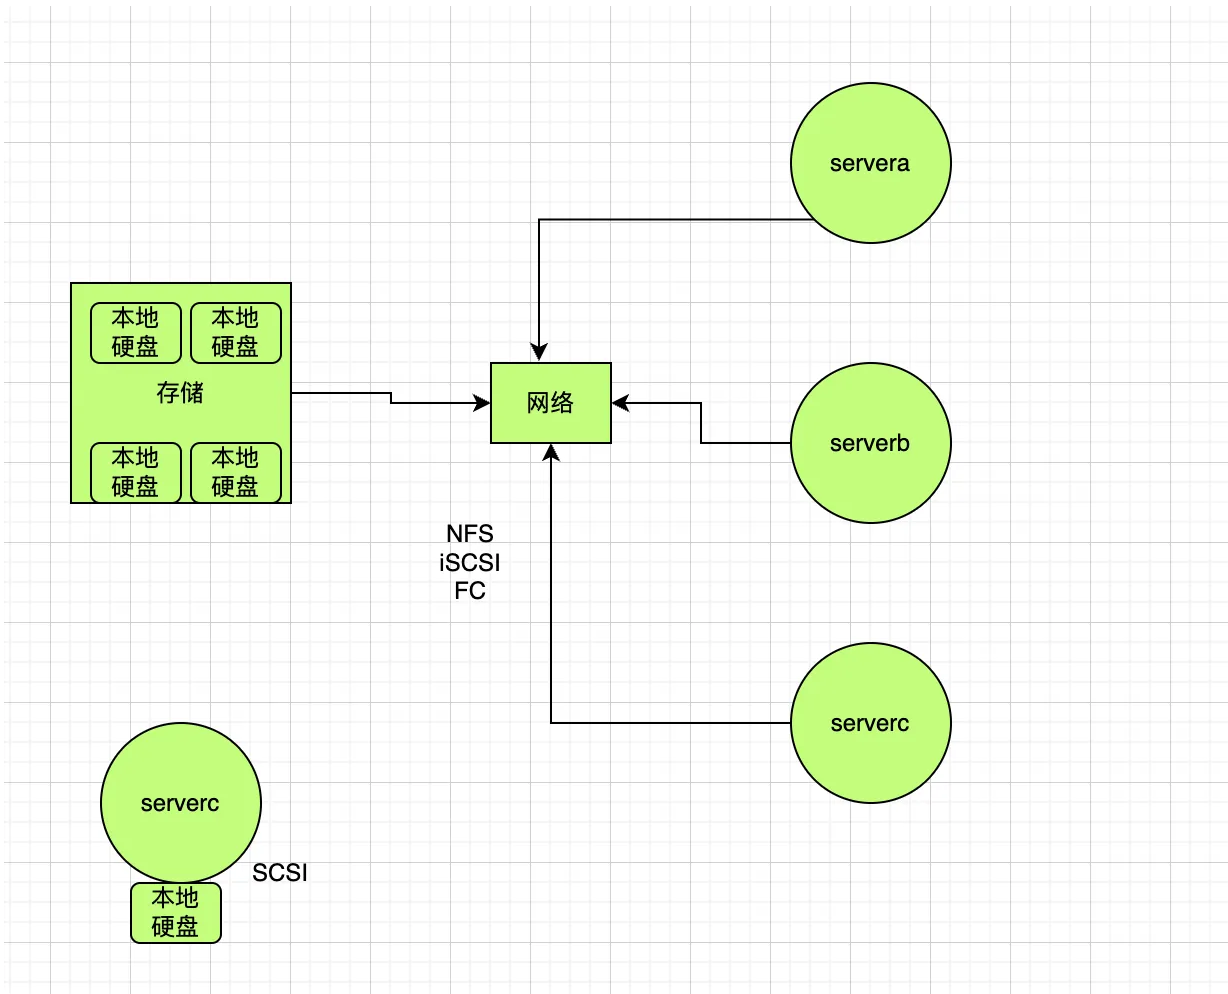 servera
本地
硬盘
本地
硬盘
存储
网络
serverb
本地
硬盘
本地
硬盘
NFS
iSCSI
FC
serverc
serverc
SCSI
本地
硬盘